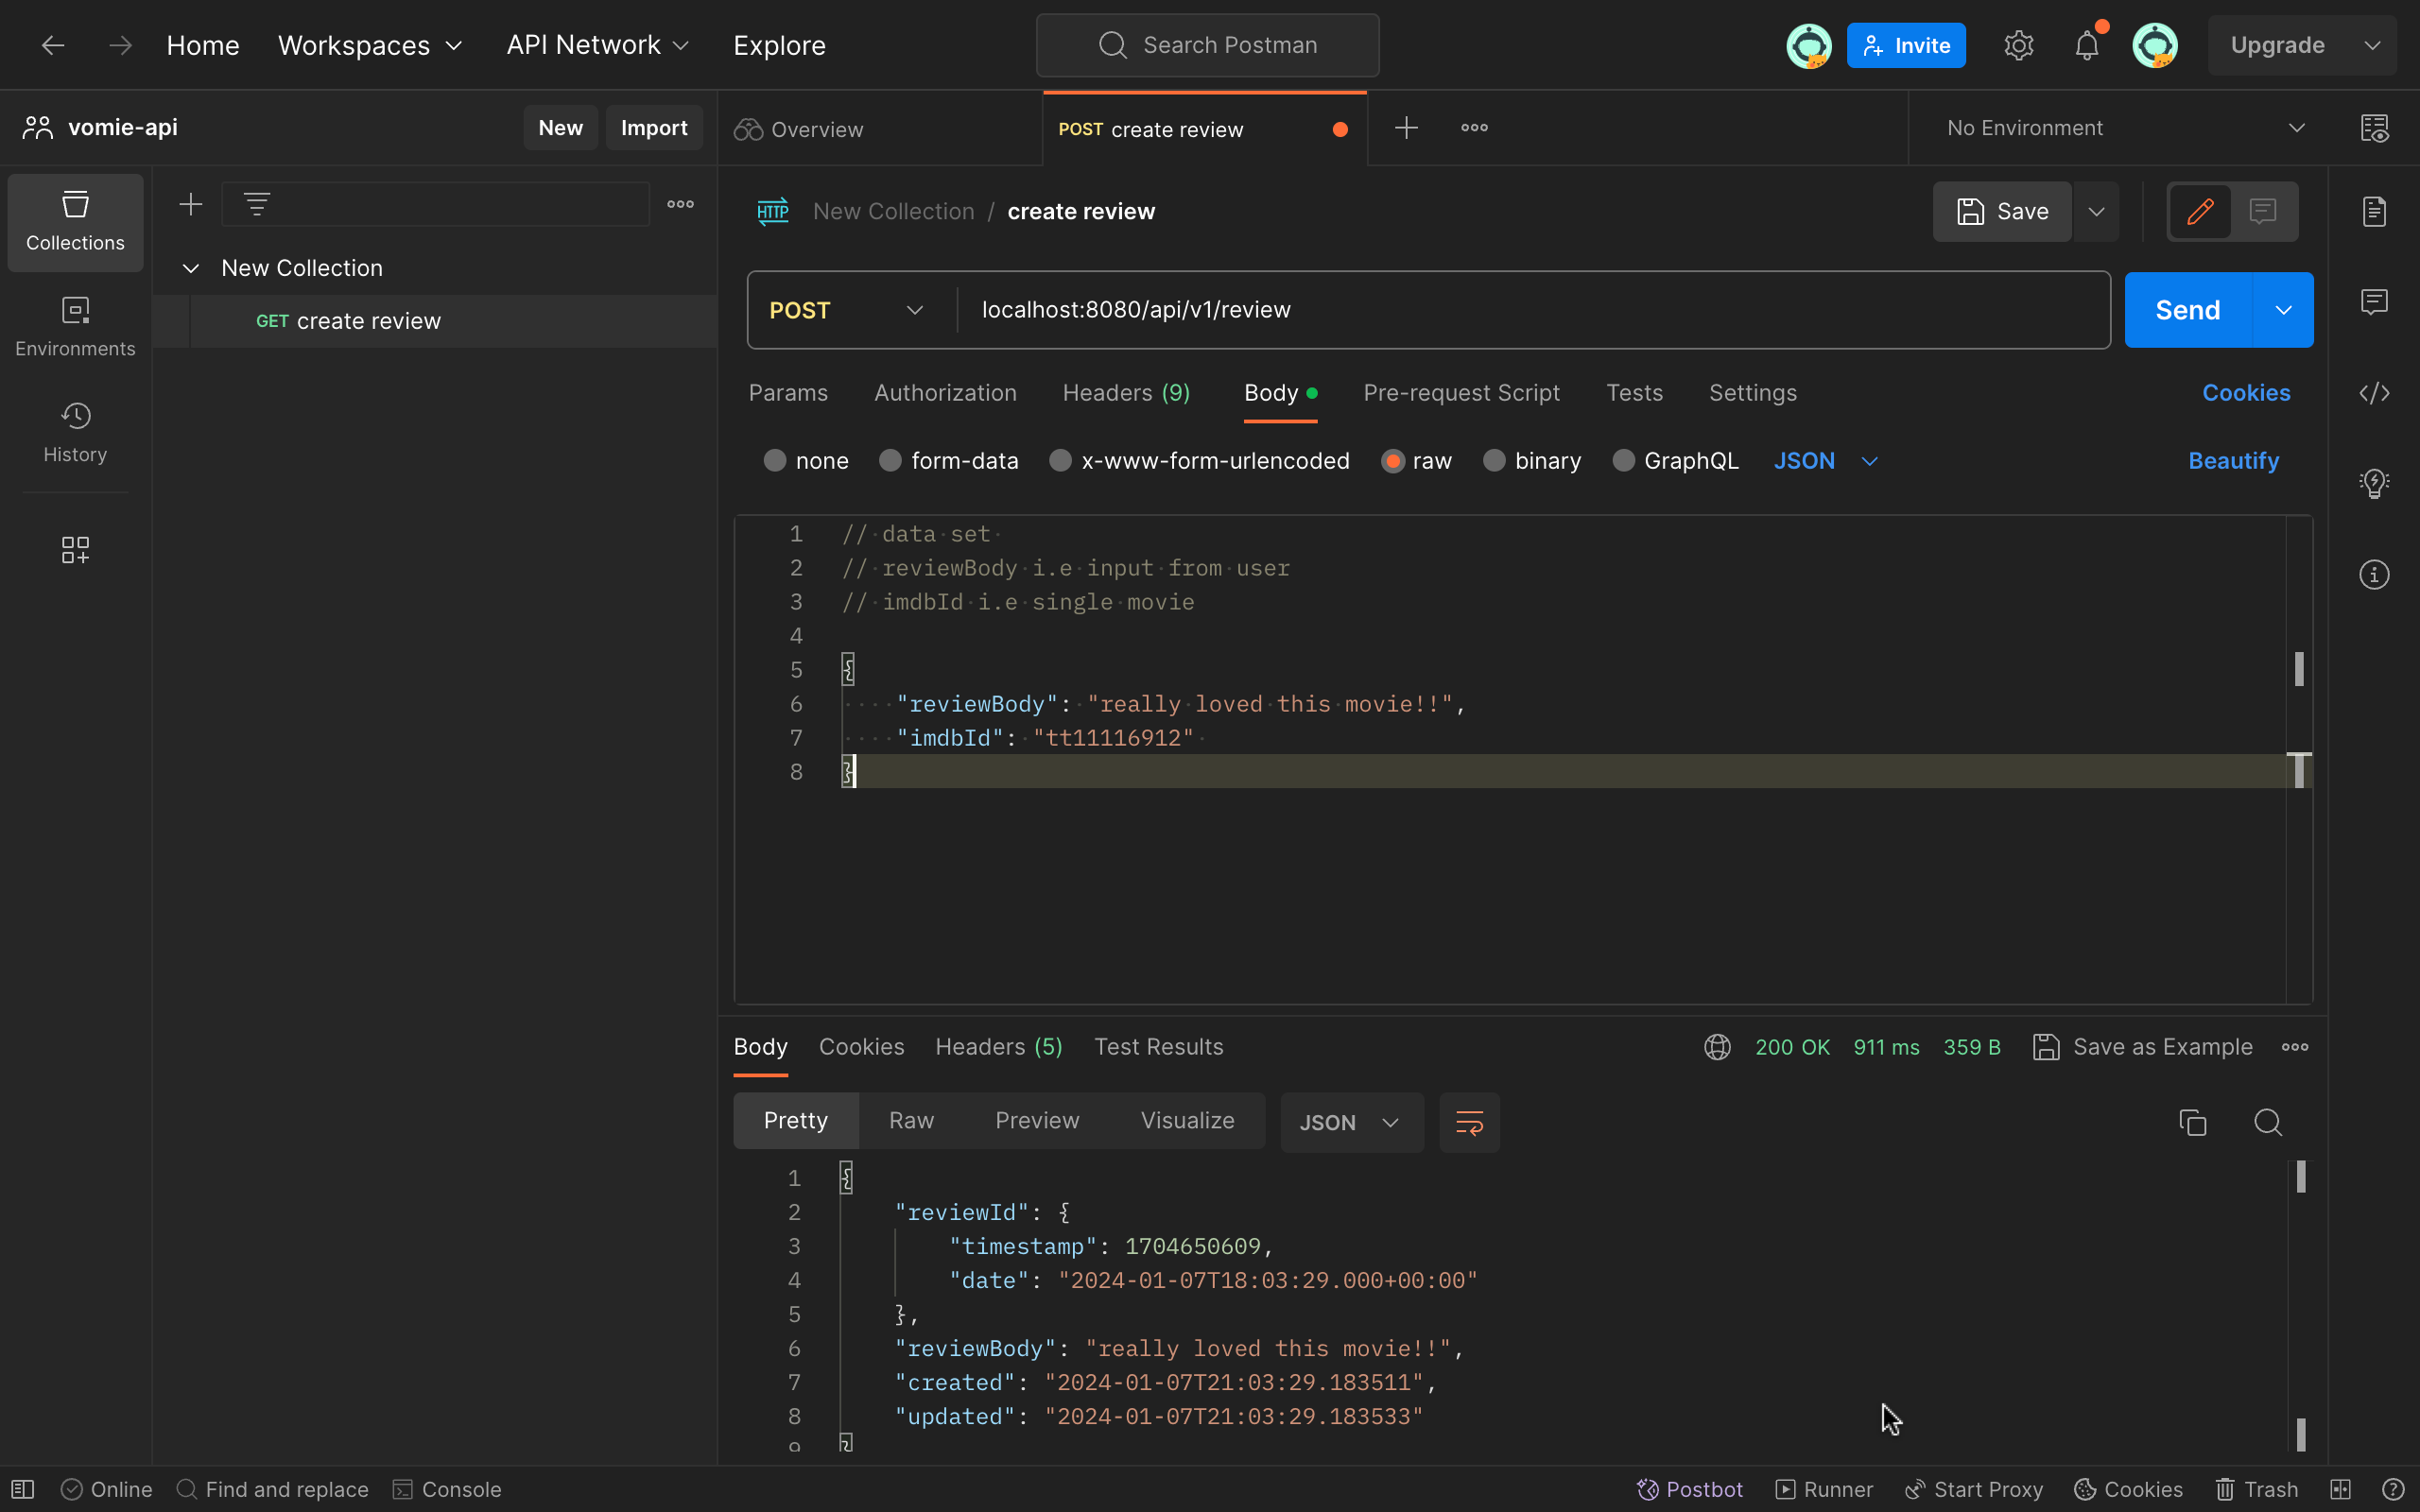 Home Workspaces API Network Explore Search Postman Invite Upgrade
vomie-api New Import Overview POST create review No Environment
Collections
Environments
History
New Collection
GET create review
HTTP New Collection / create review Save
POST localhost:8080/api/v1/review Send
Params Authorization Headers (9) Body Pre-request Script Tests Settings Cookies
none form-data x-www-form-urlencoded raw binary GraphQL JSON Beautify
1 // data set
2 // reviewBody i.e input from user
3 // imdbId i.e single movie
4
5 {
6 "reviewBody": "really loved this movie!!",
7 "imdbId": "tt11116912"
8 }
Body Cookies Headers (5) Test Results 200 OK 911 ms 359 B Save as Example
Pretty Raw Preview Visualize JSON
1 {
2 "reviewId": {
3 "timestamp": 1704650609,
4 "date": "2024-01-07T18:03:29.000+00:00"
5 },
6 "reviewBody": "really loved this movie!!",
7 "created": "2024-01-07T21:03:29.183511",
8 "updated": "2024-01-07T21:03:29.183533"
9 }
Online Find and replace Console Postbot Runner Start Proxy Cookies Trash